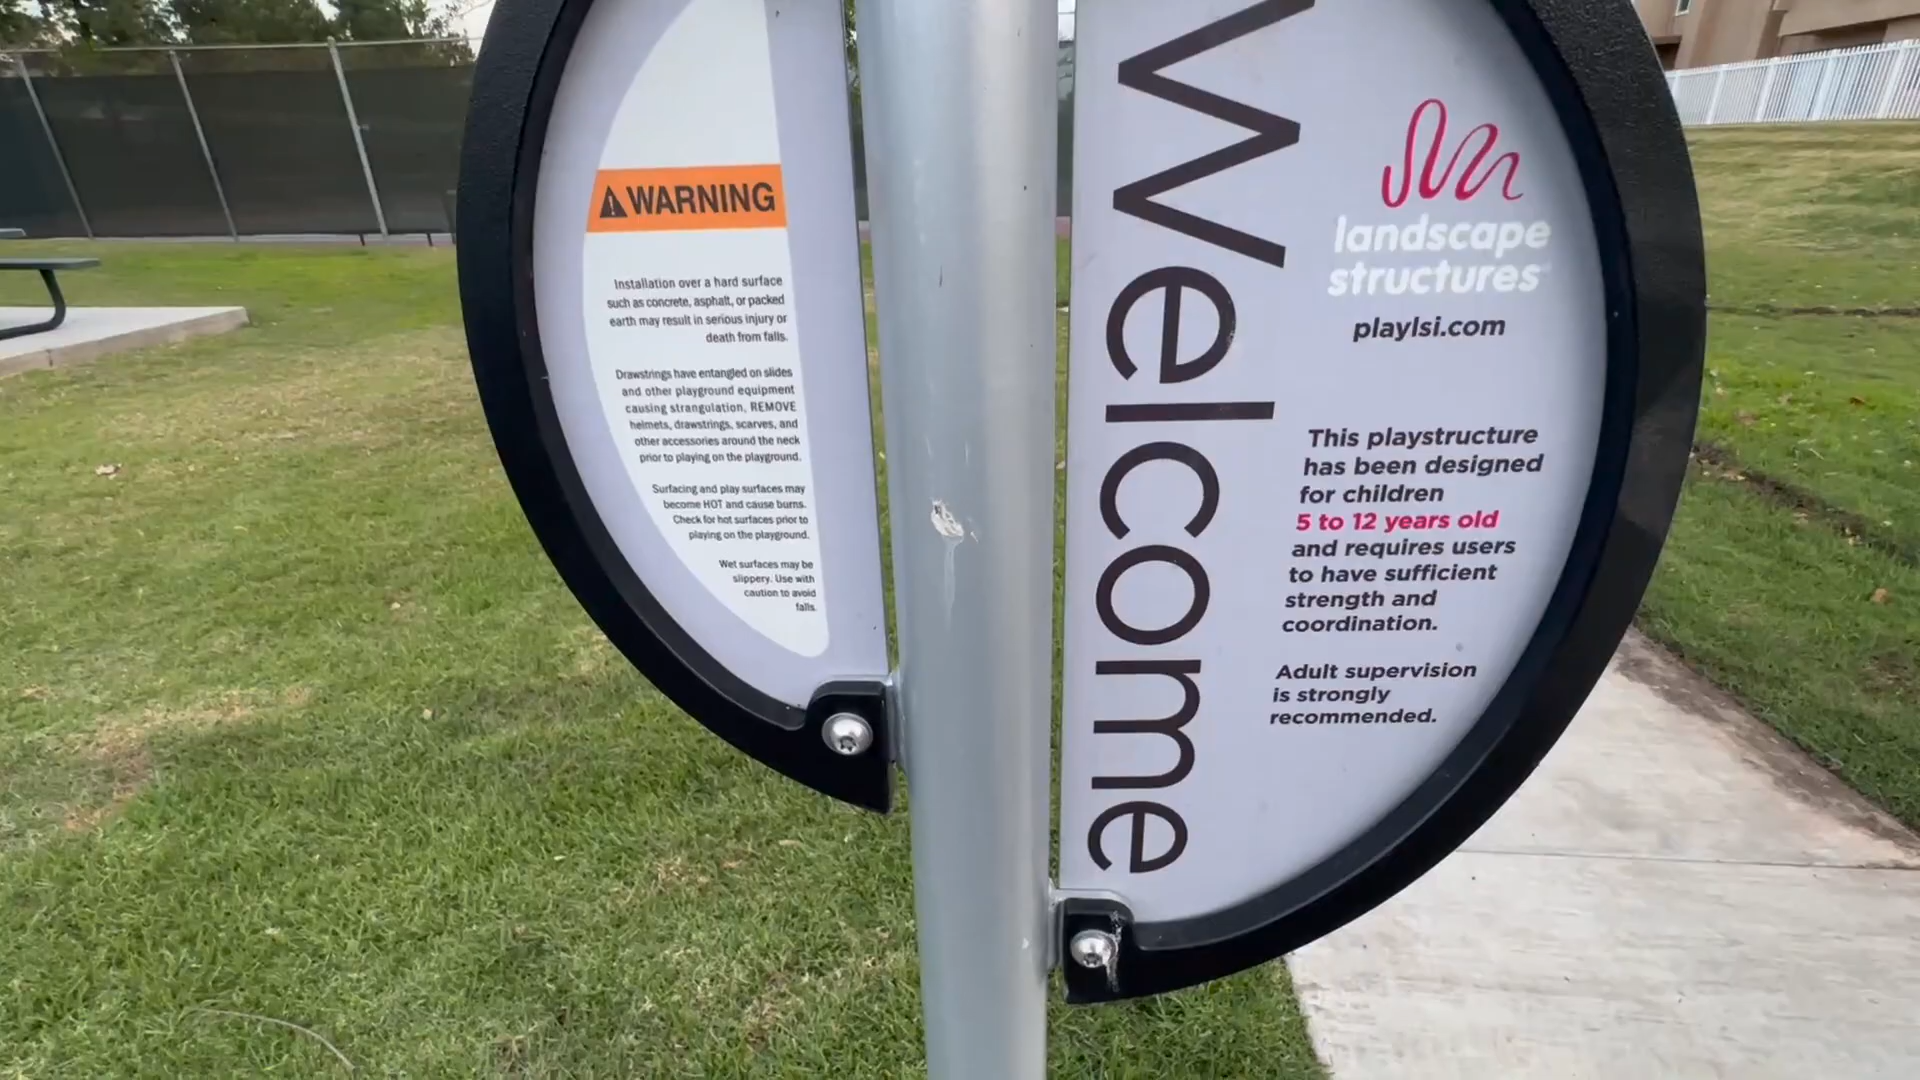 WARNING
Installation over a hard surface
such as concrete, asphalt, or packed
earth may result in serious injury or
death from falls.
Drawstrings have entangled on slides
and other playground equipment
causing strangulation, REMOVE
helmets, drawstrings, scarves, and
other accessories around the neck
prior to playing on the playground.
Surfacing and play surfaces may
become HOT and cause burns.
Check for hot surfaces prior to
playing on the playground.
Wet surfaces may be
slippery. Use with
caution to avoid
falls.
Welcome
landscape
structures
playlsi.com
This playstructure
has been designed
for children
5 to 12 years old
and requires users
to have sufficient
strength and
coordination.
Adult supervision
is strongly
recommended.